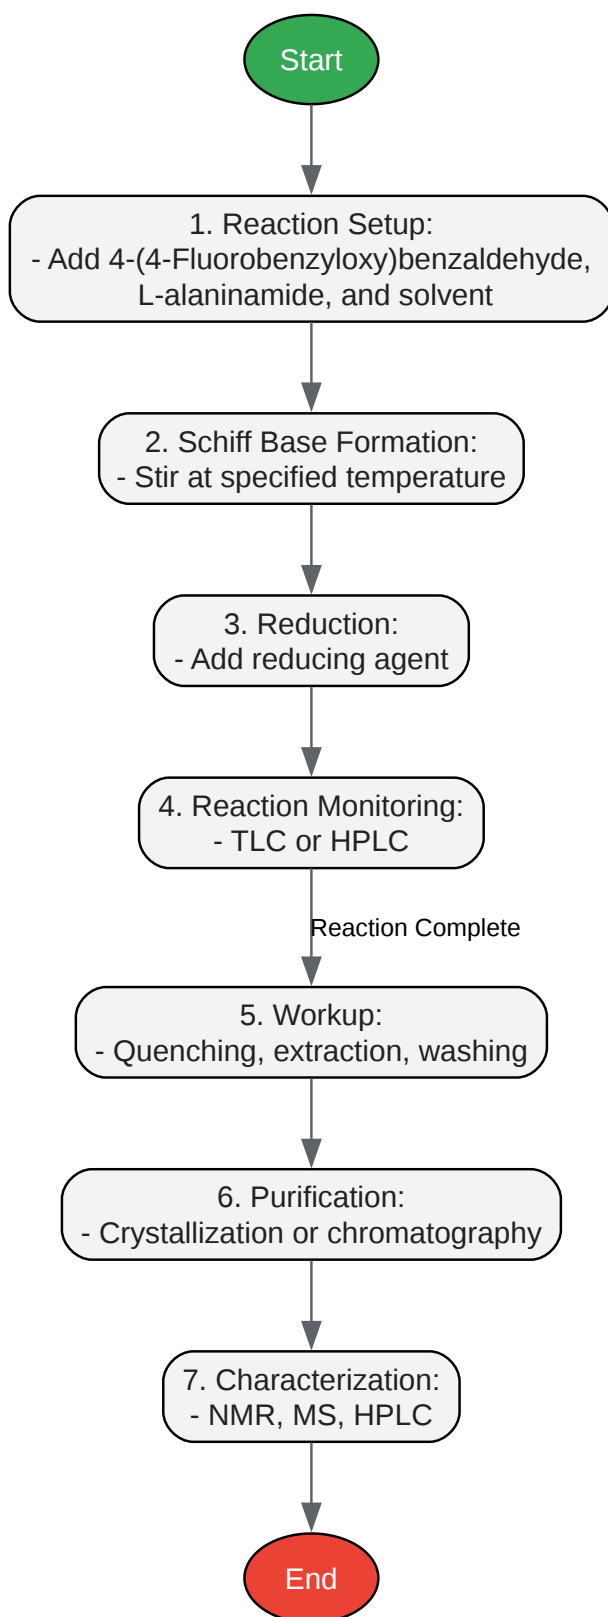 Start
1. Reaction Setup:
- Add 4-(4-Fluorobenzyloxy)benzaldehyde,
L-alaninamide, and solvent
2. Schiff Base Formation:
- Stir at specified temperature
3. Reduction:
- Add reducing agent
4. Reaction Monitoring:
- TLC or HPLC
Reaction Complete
5. Workup:
- Quenching, extraction, washing
6. Purification:
- Crystallization or chromatography
7. Characterization:
- NMR, MS, HPLC
End